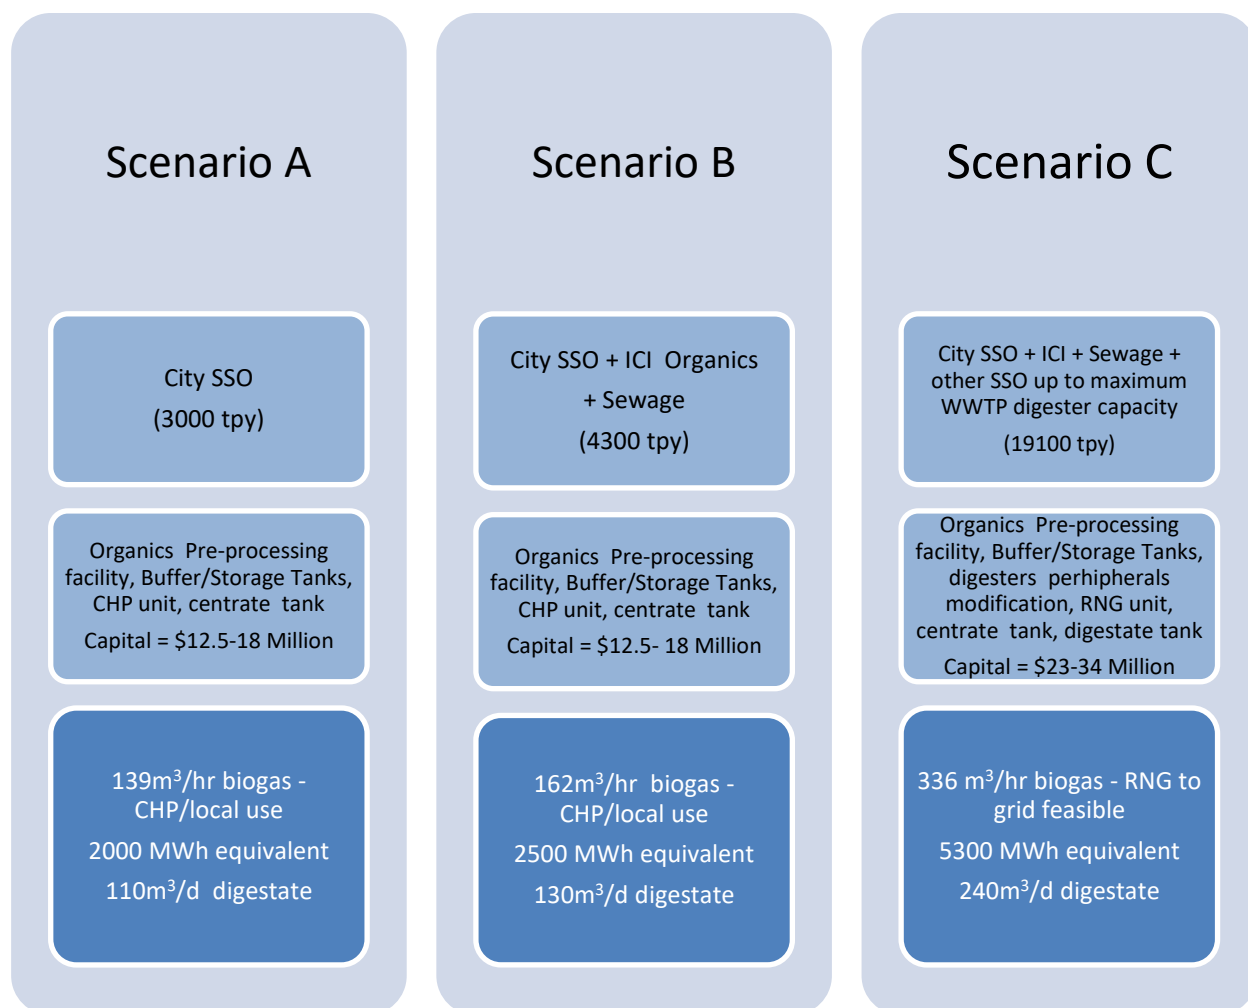 Scenario A
City SSO
(3000 tpy)
Organics Pre-processing
facility, Buffer/Storage Tanks,
CHP unit, centrate tank
Capital = $12.5-18 Million
139m³/hr biogas -
CHP/local use
2000 MWh equivalent
110m³/d digestate
Scenario B
City SSO + ICI Organics
+ Sewage
(4300 tpy)
Organics Pre-processing
facility, Buffer/Storage Tanks,
CHP unit, centrate tank
Capital = $12.5- 18 Million
162m³/hr biogas -
CHP/local use
2500 MWh equivalent
130m³/d digestate
Scenario C
City SSO + ICI + Sewage +
other SSO up to maximum
WWTP digester capacity
(19100 tpy)
Organics Pre-processing
facility, Buffer/Storage Tanks,
digesters perhipherals
modification, RNG unit,
centrate tank, digestate tank
Capital = $23-34 Million
336 m³/hr biogas - RNG to
grid feasible
5300 MWh equivalent
240m³/d digestate